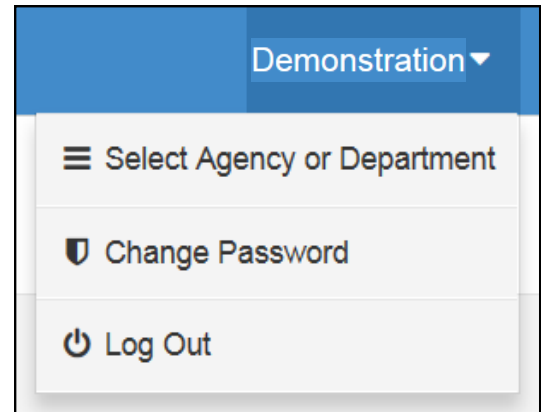 Demonstration
Select Agency or Department
Change Password
Log Out